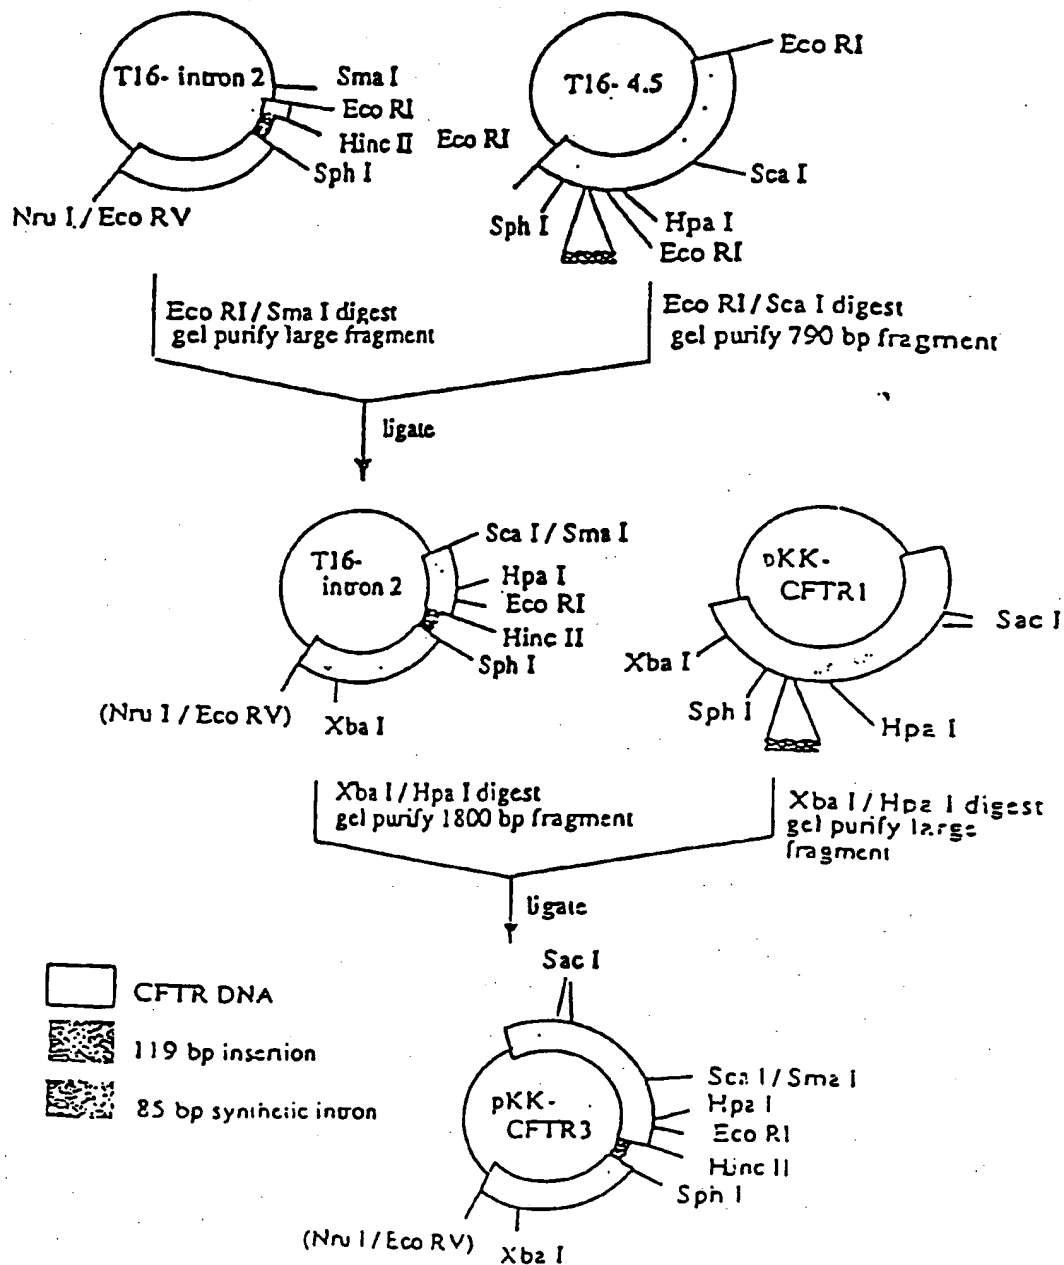 T16- intron 2
Sma I
Eco RI
Hinc II
Sph I
Nru I / Eco RV
T16- 4.5
Eco RI
Eco RI
Sca I
Sph I
Hpa I
Eco RI
Eco RI / Sma I digest
gel purify large fragment
Eco RI / Sca I digest
gel purify 790 bp fragment
ligate
T16-
intron 2
Sca I / Sma I
Hpa I
Eco RI
Hinc II
Sph I
(Nru I / Eco RV)
Xba I
pKK-
CFTR1
Sac I
Xba I
Sph I
Hpa I
Xba I / Hpa I digest
gel purify 1800 bp fragment
Xba I / Hpa I digest
gel purify large
fragment
ligate
Sac I
CFTR DNA
119 bp insertion
85 bp synthetic intron
pKK-
CFTR3
Sca I / Sma I
Hpa I
Eco RI
Hinc II
Sph I
(Nru I / Eco RV)
Xba I